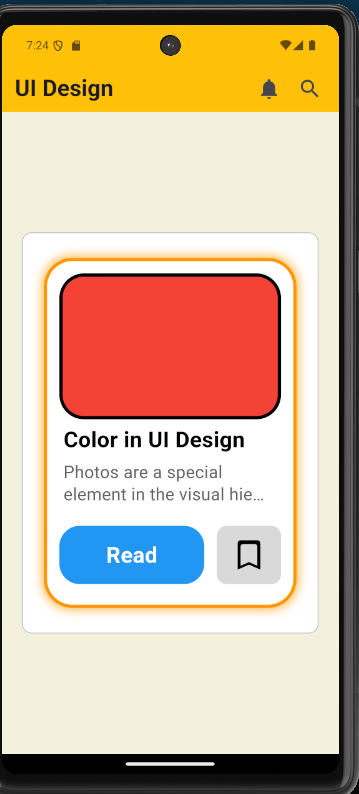 7:24
UI Design
Color in UI Design
Photos are a special
element in the visual hie...
Read